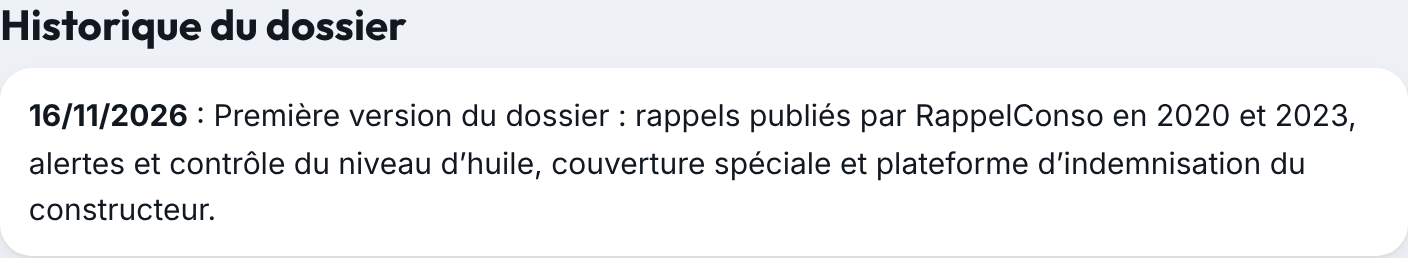 Historique du dossier
16/11/2026 : Première version du dossier : rappels publiés par RappelConso en 2020 et 2023,
alertes et contrôle du niveau d’huile, couverture spéciale et plateforme d’indemnisation du
constructeur.